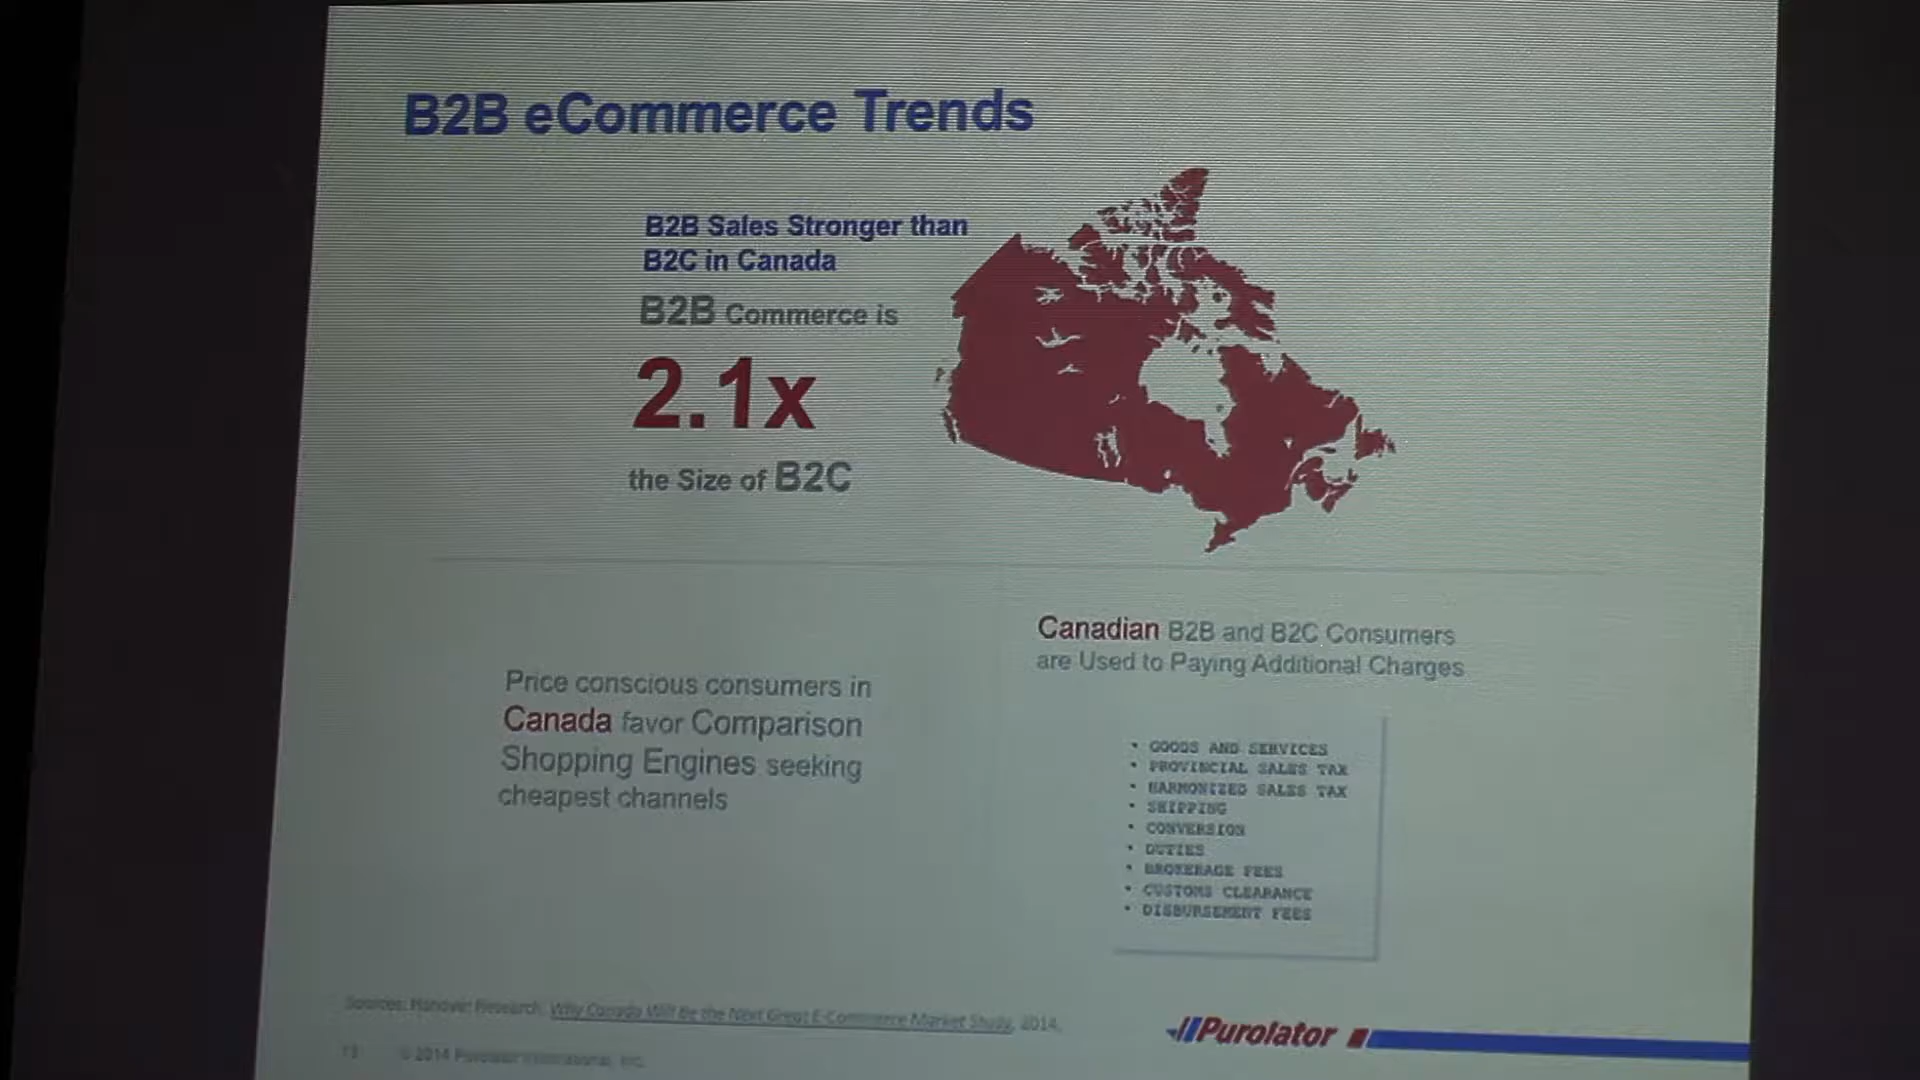 B2B eCommerce Trends
B2B Sales Stronger than
B2C in Canada
B2B Commerce is
2.1x
the Size of B2C
Price conscious consumers in
Canada favor Comparison
Shopping Engines seeking
cheapest channels
Canadian B2B and B2C Consumers
are Used to Paying Additional Charges
• GOODS AND SERVICES
• PROVINCIAL SALES TAX
• HARMONIZED SALES TAX
• SHIPPING
• CONVERSION
• DUTIES
• BROKERAGE FEES
• CUSTOMS CLEARANCE
• DISBURSEMENT FEES
Sources: Hanover Research, Why Canada Will Be the Next Great E-Commerce Market Study, 2014.
© 2014 Purolator International, Inc.
Purolator